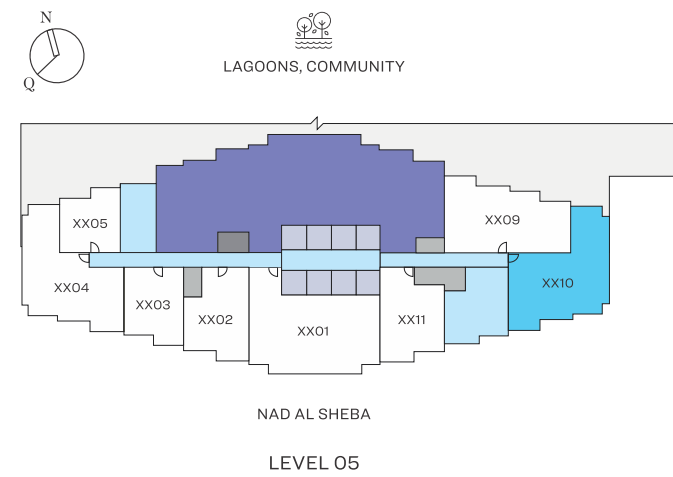 N
Q
LAGOONS, COMMUNITY
XX05
XX09
XX04
XX10
XX03
XX02
XX11
XX01
NAD AL SHEBA
LEVEL 05